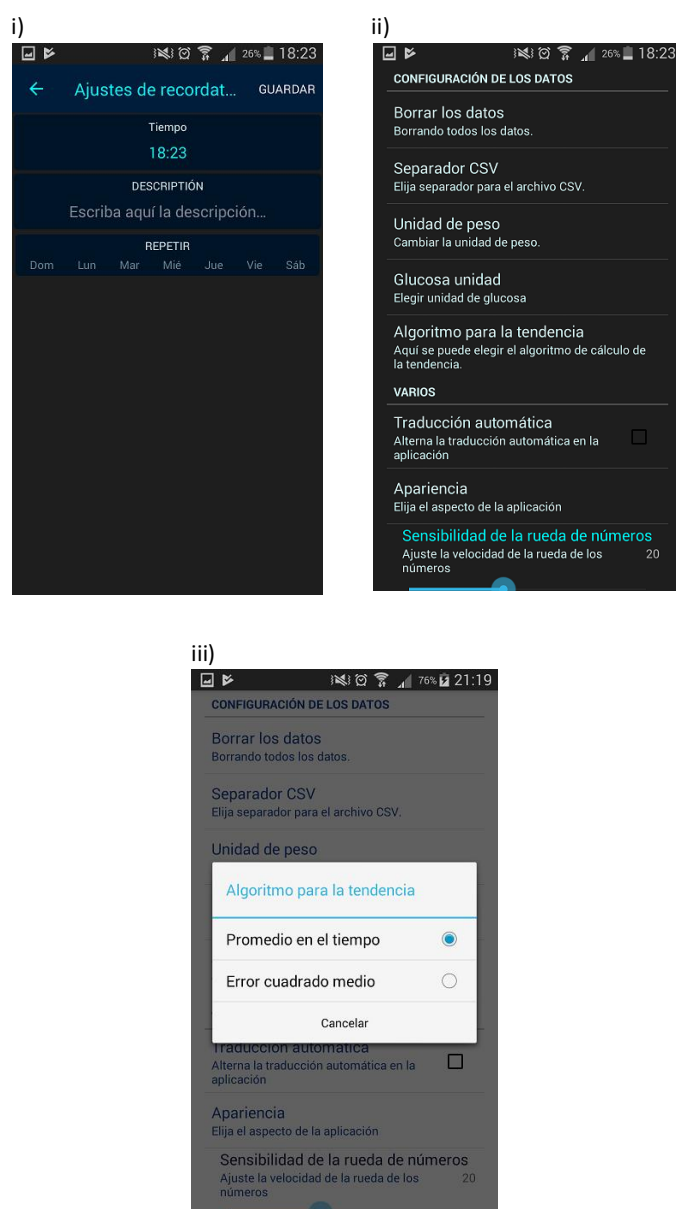 i)
26% 18:23
Ajustes de recordat... GUARDAR
Tiempo
18:23
DESCRIPTIÓN
Escriba aquí la descripción...
REPETIR
Dom Lun Mar Mié Jue Vie Sáb
ii)
26% 18:23
CONFIGURACIÓN DE LOS DATOS
Borrar los datos
Borrando todos los datos.
Separador CSV
Elija separador para el archivo CSV.
Unidad de peso
Cambiar la unidad de peso.
Glucosa unidad
Elegir unidad de glucosa
Algoritmo para la tendencia
Aquí se puede elegir el algoritmo de cálculo de
la tendencia.
VARIOS
Traducción automática
Alterna la traducción automática en la
aplicación
Apariencia
Elija el aspecto de la aplicación
Sensibilidad de la rueda de números
Ajuste la velocidad de la rueda de los 20
números
iii)
76% 21:19
CONFIGURACIÓN DE LOS DATOS
Borrar los datos
Borrando todos los datos.
Separador CSV
Elija separador para el archivo CSV.
Unidad de peso
Algoritmo para la tendencia
Promedio en el tiempo
Error cuadrado medio
Cancelar
Traducción automática
Alterna la traducción automática en la
aplicación
Apariencia
Elija el aspecto de la aplicación
Sensibilidad de la rueda de números
Ajuste la velocidad de la rueda de los 20
números